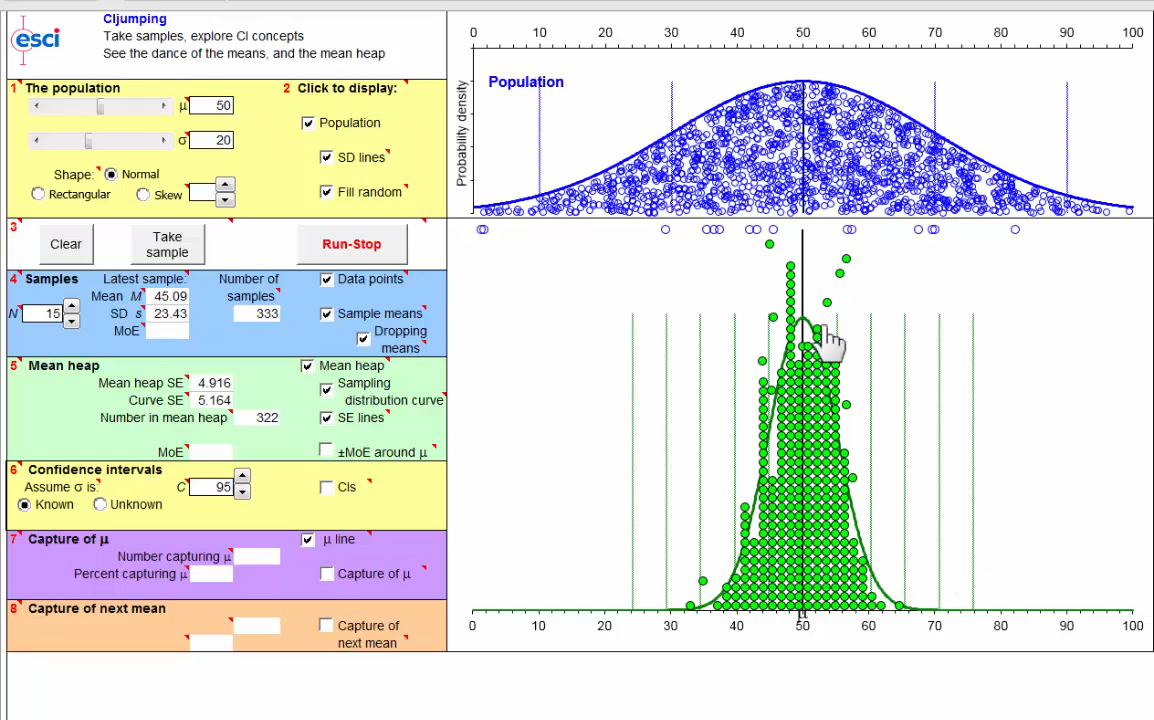 esci
CIjumping
Take samples, explore CI concepts
See the dance of the means, and the mean heap
1 The population
μ 50
σ 20
Shape: Normal
Rectangular Skew
2 Click to display:
Population
SD lines
Fill random
3
Clear Take sample Run-Stop
4 Samples Latest sample: Number of samples
Mean M 45.09
N 15 SD s 23.43 333
MoE
Data points
Sample means
Dropping means
5 Mean heap
Mean heap SE 4.916
Curve SE 5.164
Number in mean heap 322
MoE
Mean heap
Sampling distribution curve
SE lines
±MoE around μ
6 Confidence intervals
Assume σ is: C 95 CIs
Known Unknown
7 Capture of μ μ line
Number capturing μ
Percent capturing μ Capture of μ
8 Capture of next mean
Capture of next mean
0 10 20 30 40 50 60 70 80 90 100
Probability density
Population
0 10 20 30 40 50 60 70 80 90 100